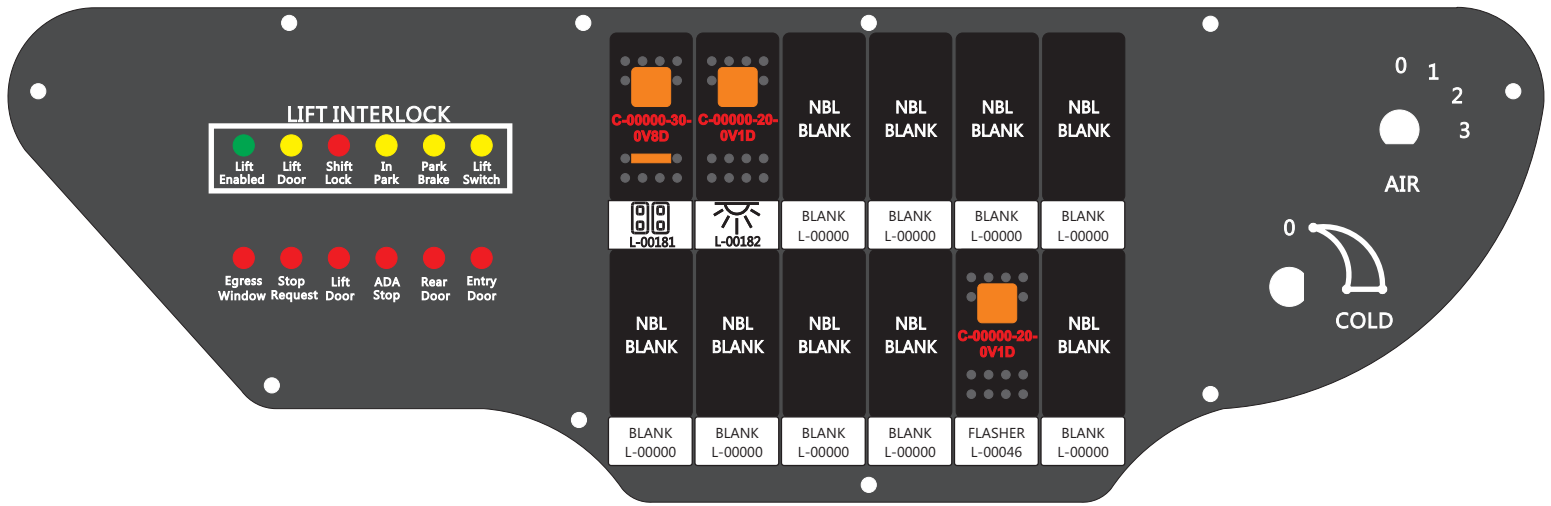 LIFT INTERLOCK
Lift
Enabled
Lift
Door
Shift
Lock
In
Park
Park
Brake
Lift
Switch
Egress
Window
Stop
Request
Lift
Door
ADA
Stop
Rear
Door
Entry
Door
C-00000-30-
0V8D
C-00000-20-
0V1D
NBL
BLANK
NBL
BLANK
NBL
BLANK
NBL
BLANK
L-00181
L-00182
BLANK
L-00000
BLANK
L-00000
BLANK
L-00000
BLANK
L-00000
NBL
BLANK
NBL
BLANK
NBL
BLANK
NBL
BLANK
C-00000-20-
0V1D
NBL
BLANK
BLANK
L-00000
BLANK
L-00000
BLANK
L-00000
BLANK
L-00000
FLASHER
L-00046
BLANK
L-00000
0
1
2
3
AIR
0
COLD